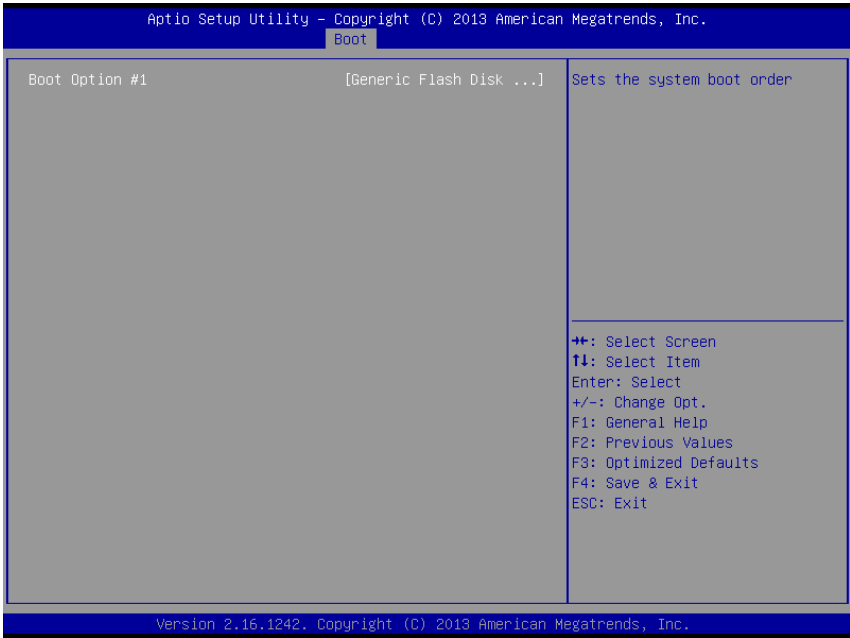 Aptio Setup Utility – Copyright (C) 2013 American Megatrends, Inc.
Boot
Boot Option #1 [Generic Flash Disk ...]
Sets the system boot order
→←: Select Screen
↑↓: Select Item
Enter: Select
+/-: Change Opt.
F1: General Help
F2: Previous Values
F3: Optimized Defaults
F4: Save & Exit
ESC: Exit
Version 2.16.1242. Copyright (C) 2013 American Megatrends, Inc.